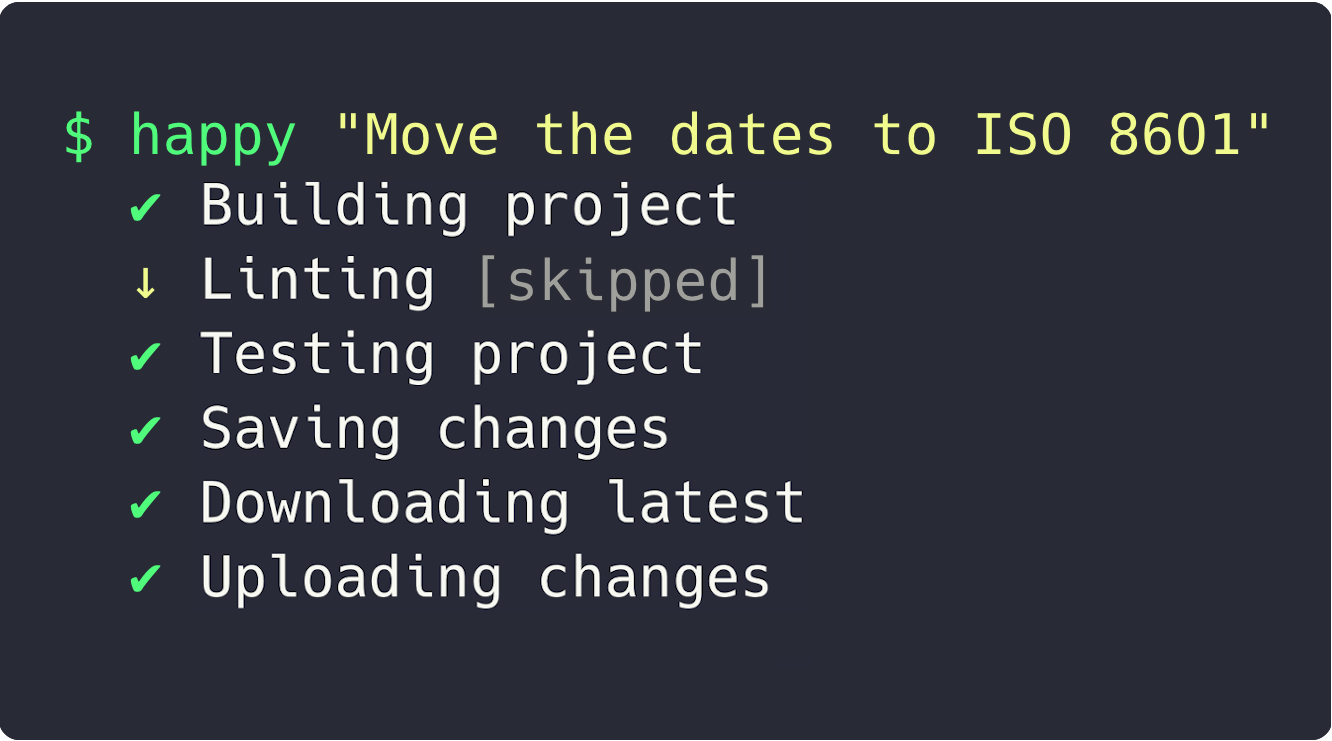 $ happy "Move the dates to ISO 8601"
✔ Building project
↓ Linting [skipped]
✔ Testing project
✔ Saving changes
✔ Downloading latest
✔ Uploading changes